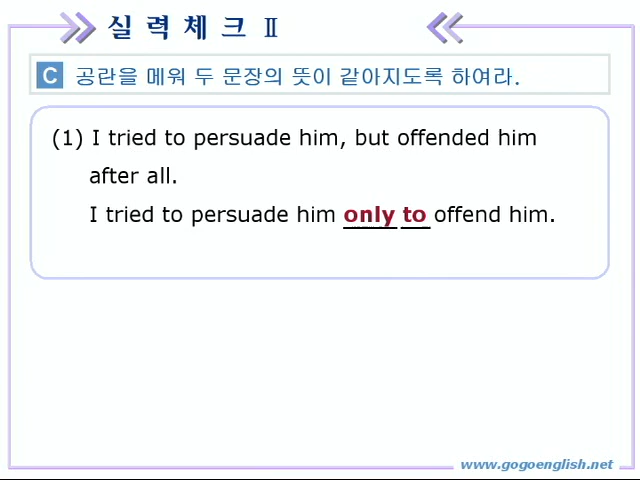 실 력 체 크 Ⅱ
C 공란을 메워 두 문장의 뜻이 같아지도록 하여라.
(1) I tried to persuade him, but offended him
after all.
I tried to persuade him only to offend him.
www.gogoenglish.net